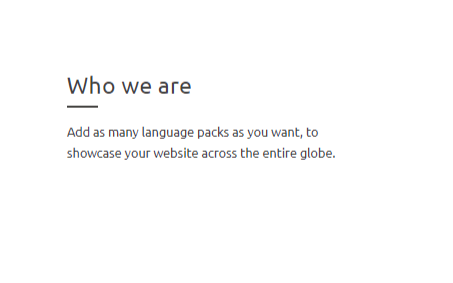 Who we are
Add as many language packs as you want, to
showcase your website across the entire globe.